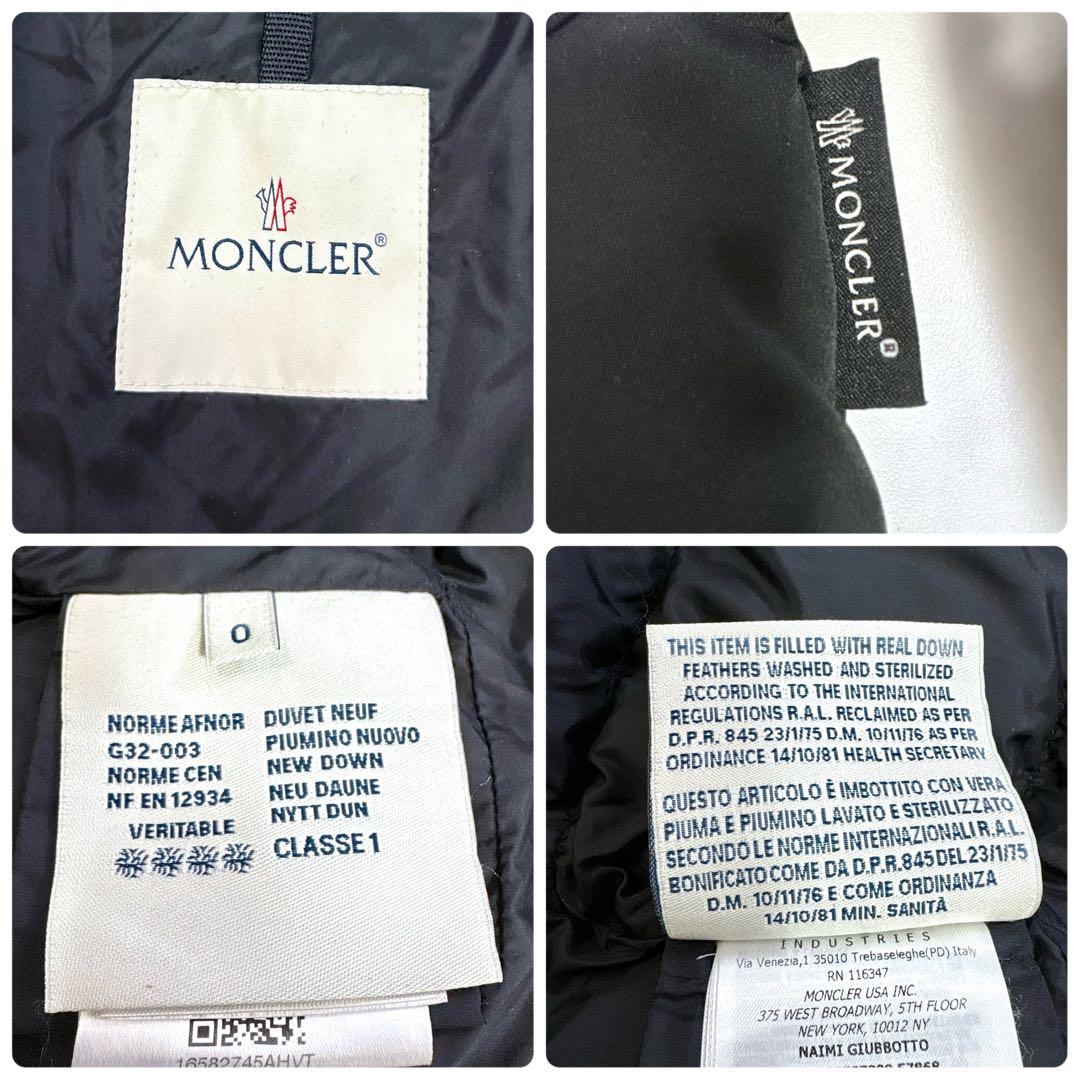 MONCLER®
MONCLER®
0
NORME AFNOR
G32-003
NORME CEN
NF EN 12934
VERITABLE
DUVET NEUF
PIUMINO NUOVO
NEW DOWN
NEU DAUNE
NYTT DUN
CLASSE 1
16582745AHVT
THIS ITEM IS FILLED WITH REAL DOWN
FEATHERS WASHED AND STERILIZED
ACCORDING TO THE INTERNATIONAL
REGULATIONS R.A.L. RECLAIMED AS PER
D.P.R. 845 23/1/75 D.M. 10/11/76 AS PER
ORDINANCE 14/10/81 HEALTH SECRETARY
QUESTO ARTICOLO È IMBOTTITO CON VERA
PIUMA E PIUMINO LAVATO E STERILIZZATO
SECONDO LE NORME INTERNAZIONALI R.A.L.
BONIFICATO COME DA D.P.R. 845 DEL 23/1/75
D.M. 10/11/76 E COME ORDINANZA
14/10/81 MIN. SANITÀ
INDUSTRIES
Via Venezia,1 35010 Trebaseleghe(PD) Italy
RN 116347
MONCLER USA INC.
375 WEST BROADWAY, 5TH FLOOR
NEW YORK, 10012 NY
NAIMI GIUBBOTTO